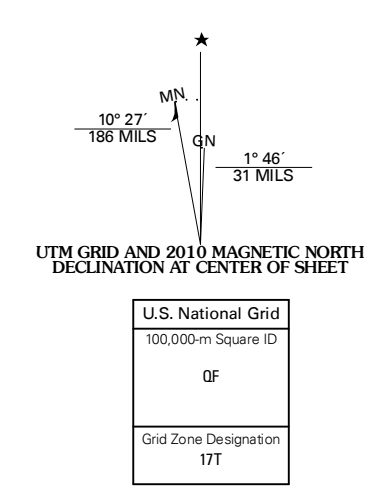 ★
MN
10° 27´
186 MILS
GN
1° 46´
31 MILS
UTM GRID AND 2010 MAGNETIC NORTH
DECLINATION AT CENTER OF SHEET
U.S. National Grid
100,000-m Square ID
QF
Grid Zone Designation
17T